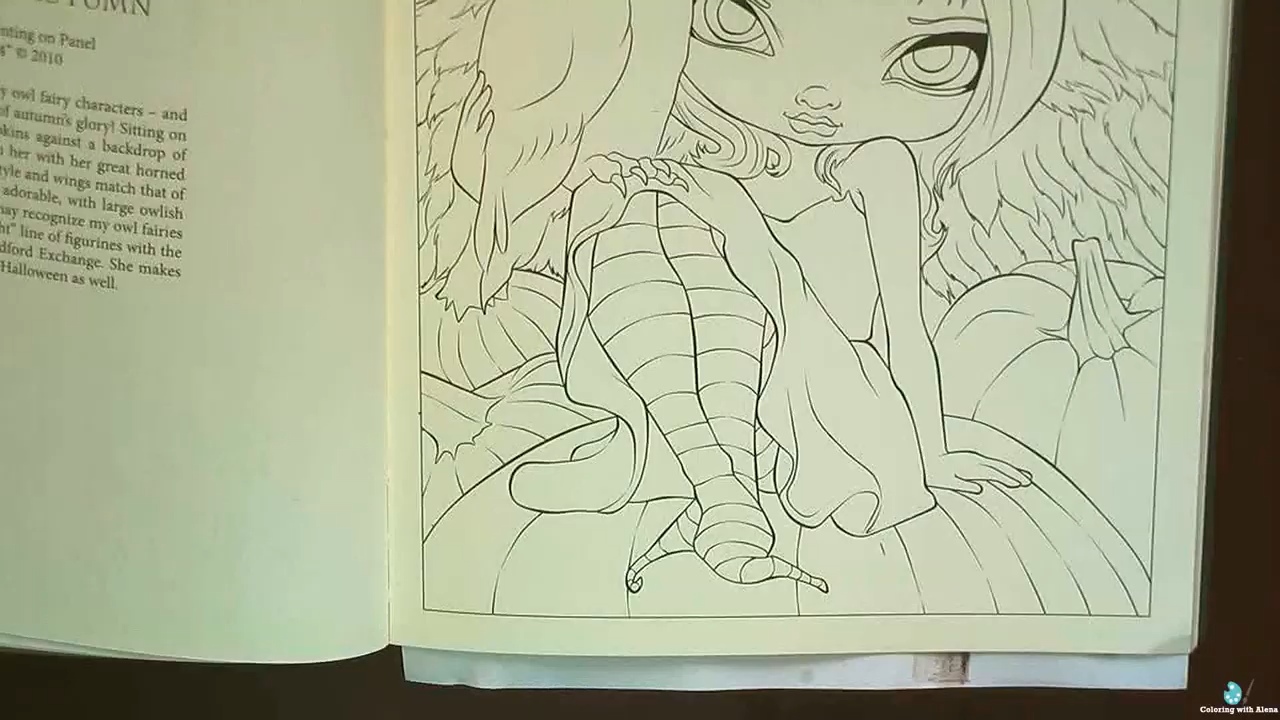 nting on Panel
© 2010
y owl fairy characters – and
of autumn's glory! Sitting on
kins against a backdrop of
her with her great horned
tyle and wings match that of
adorable, with large owlish
may recognize my owl fairies
ht" line of figurines with the
dford Exchange. She makes
Halloween as well.
Coloring with Alena